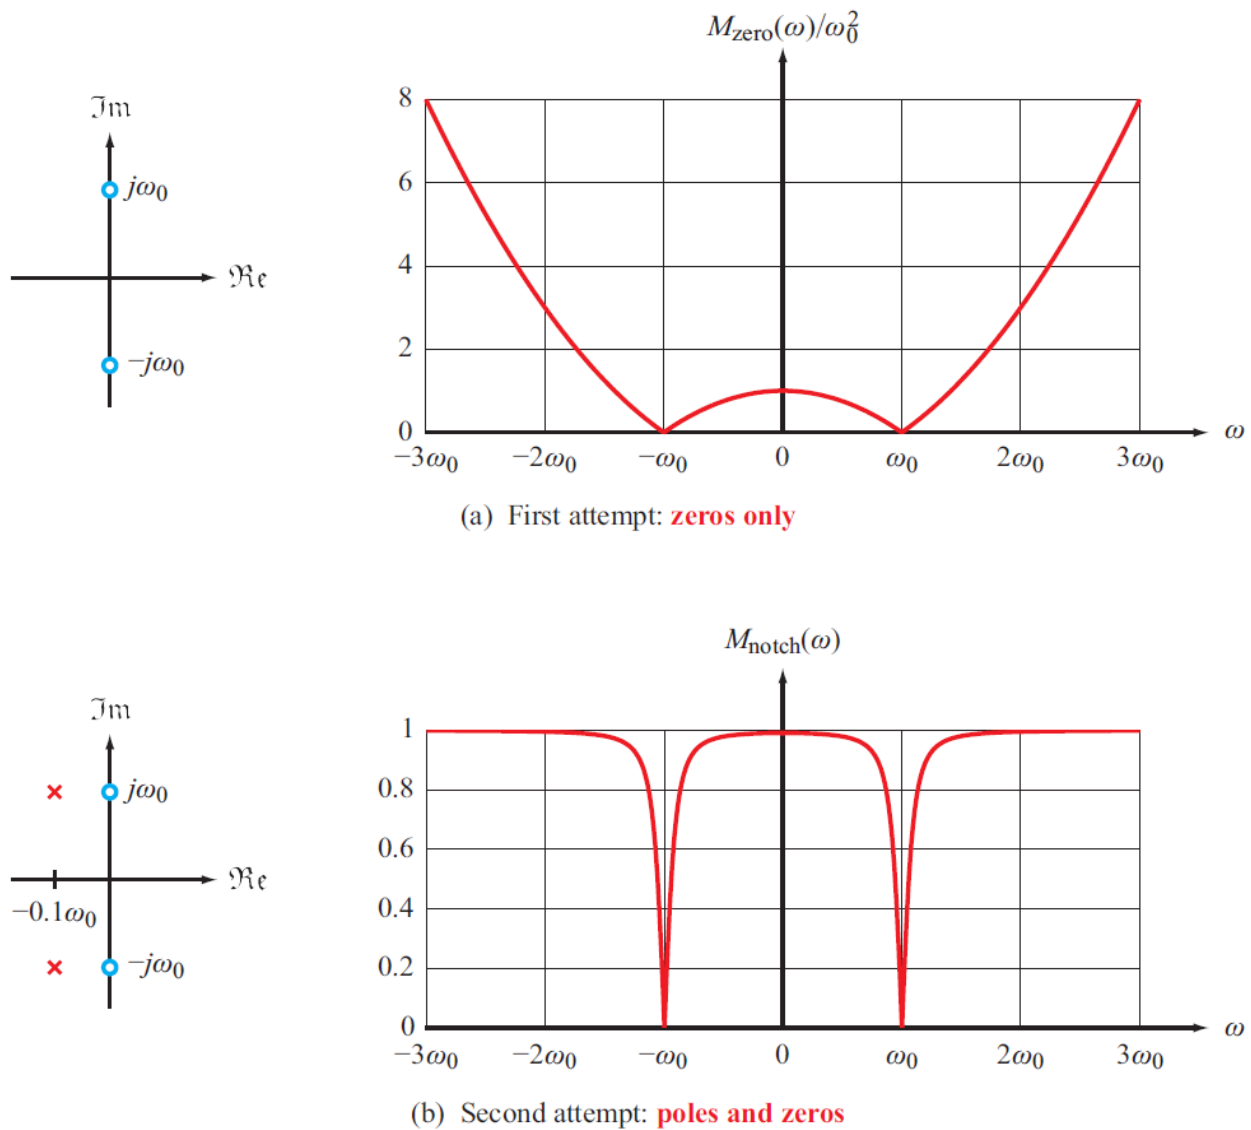 M_zero(ω)/ω₀²
ℑm
jω₀
ℜe
−jω₀
8
6
4
2
0
−3ω₀ −2ω₀ −ω₀ 0 ω₀ 2ω₀ 3ω₀
ω
(a) First attempt: zeros only
M_notch(ω)
ℑm
jω₀
ℜe
−0.1ω₀
−jω₀
1
0.8
0.6
0.4
0.2
0
−3ω₀ −2ω₀ −ω₀ 0 ω₀ 2ω₀ 3ω₀
ω
(b) Second attempt: poles and zeros